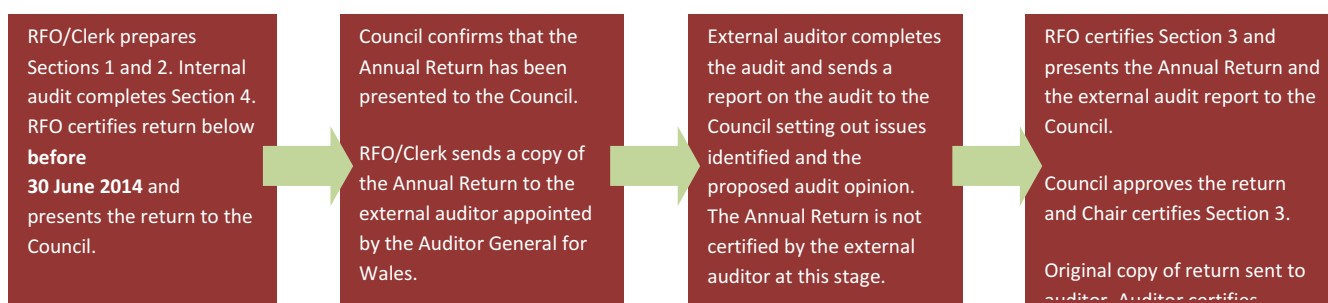 RFO/Clerk prepares
Sections 1 and 2. Internal
audit completes Section 4.
RFO certifies return below
before
30 June 2014 and
presents the return to the
Council.
Council confirms that the
Annual Return has been
presented to the Council.
RFO/Clerk sends a copy of
the Annual Return to the
external auditor appointed
by the Auditor General for
Wales.
External auditor completes
the audit and sends a
report on the audit to the
Council setting out issues
identified and the
proposed audit opinion.
The Annual Return is not
certified by the external
auditor at this stage.
RFO certifies Section 3 and
presents the Annual Return and
the external audit report to the
Council.
Council approves the return
and Chair certifies Section 3.
Original copy of return sent to
auditor. Auditor certifies